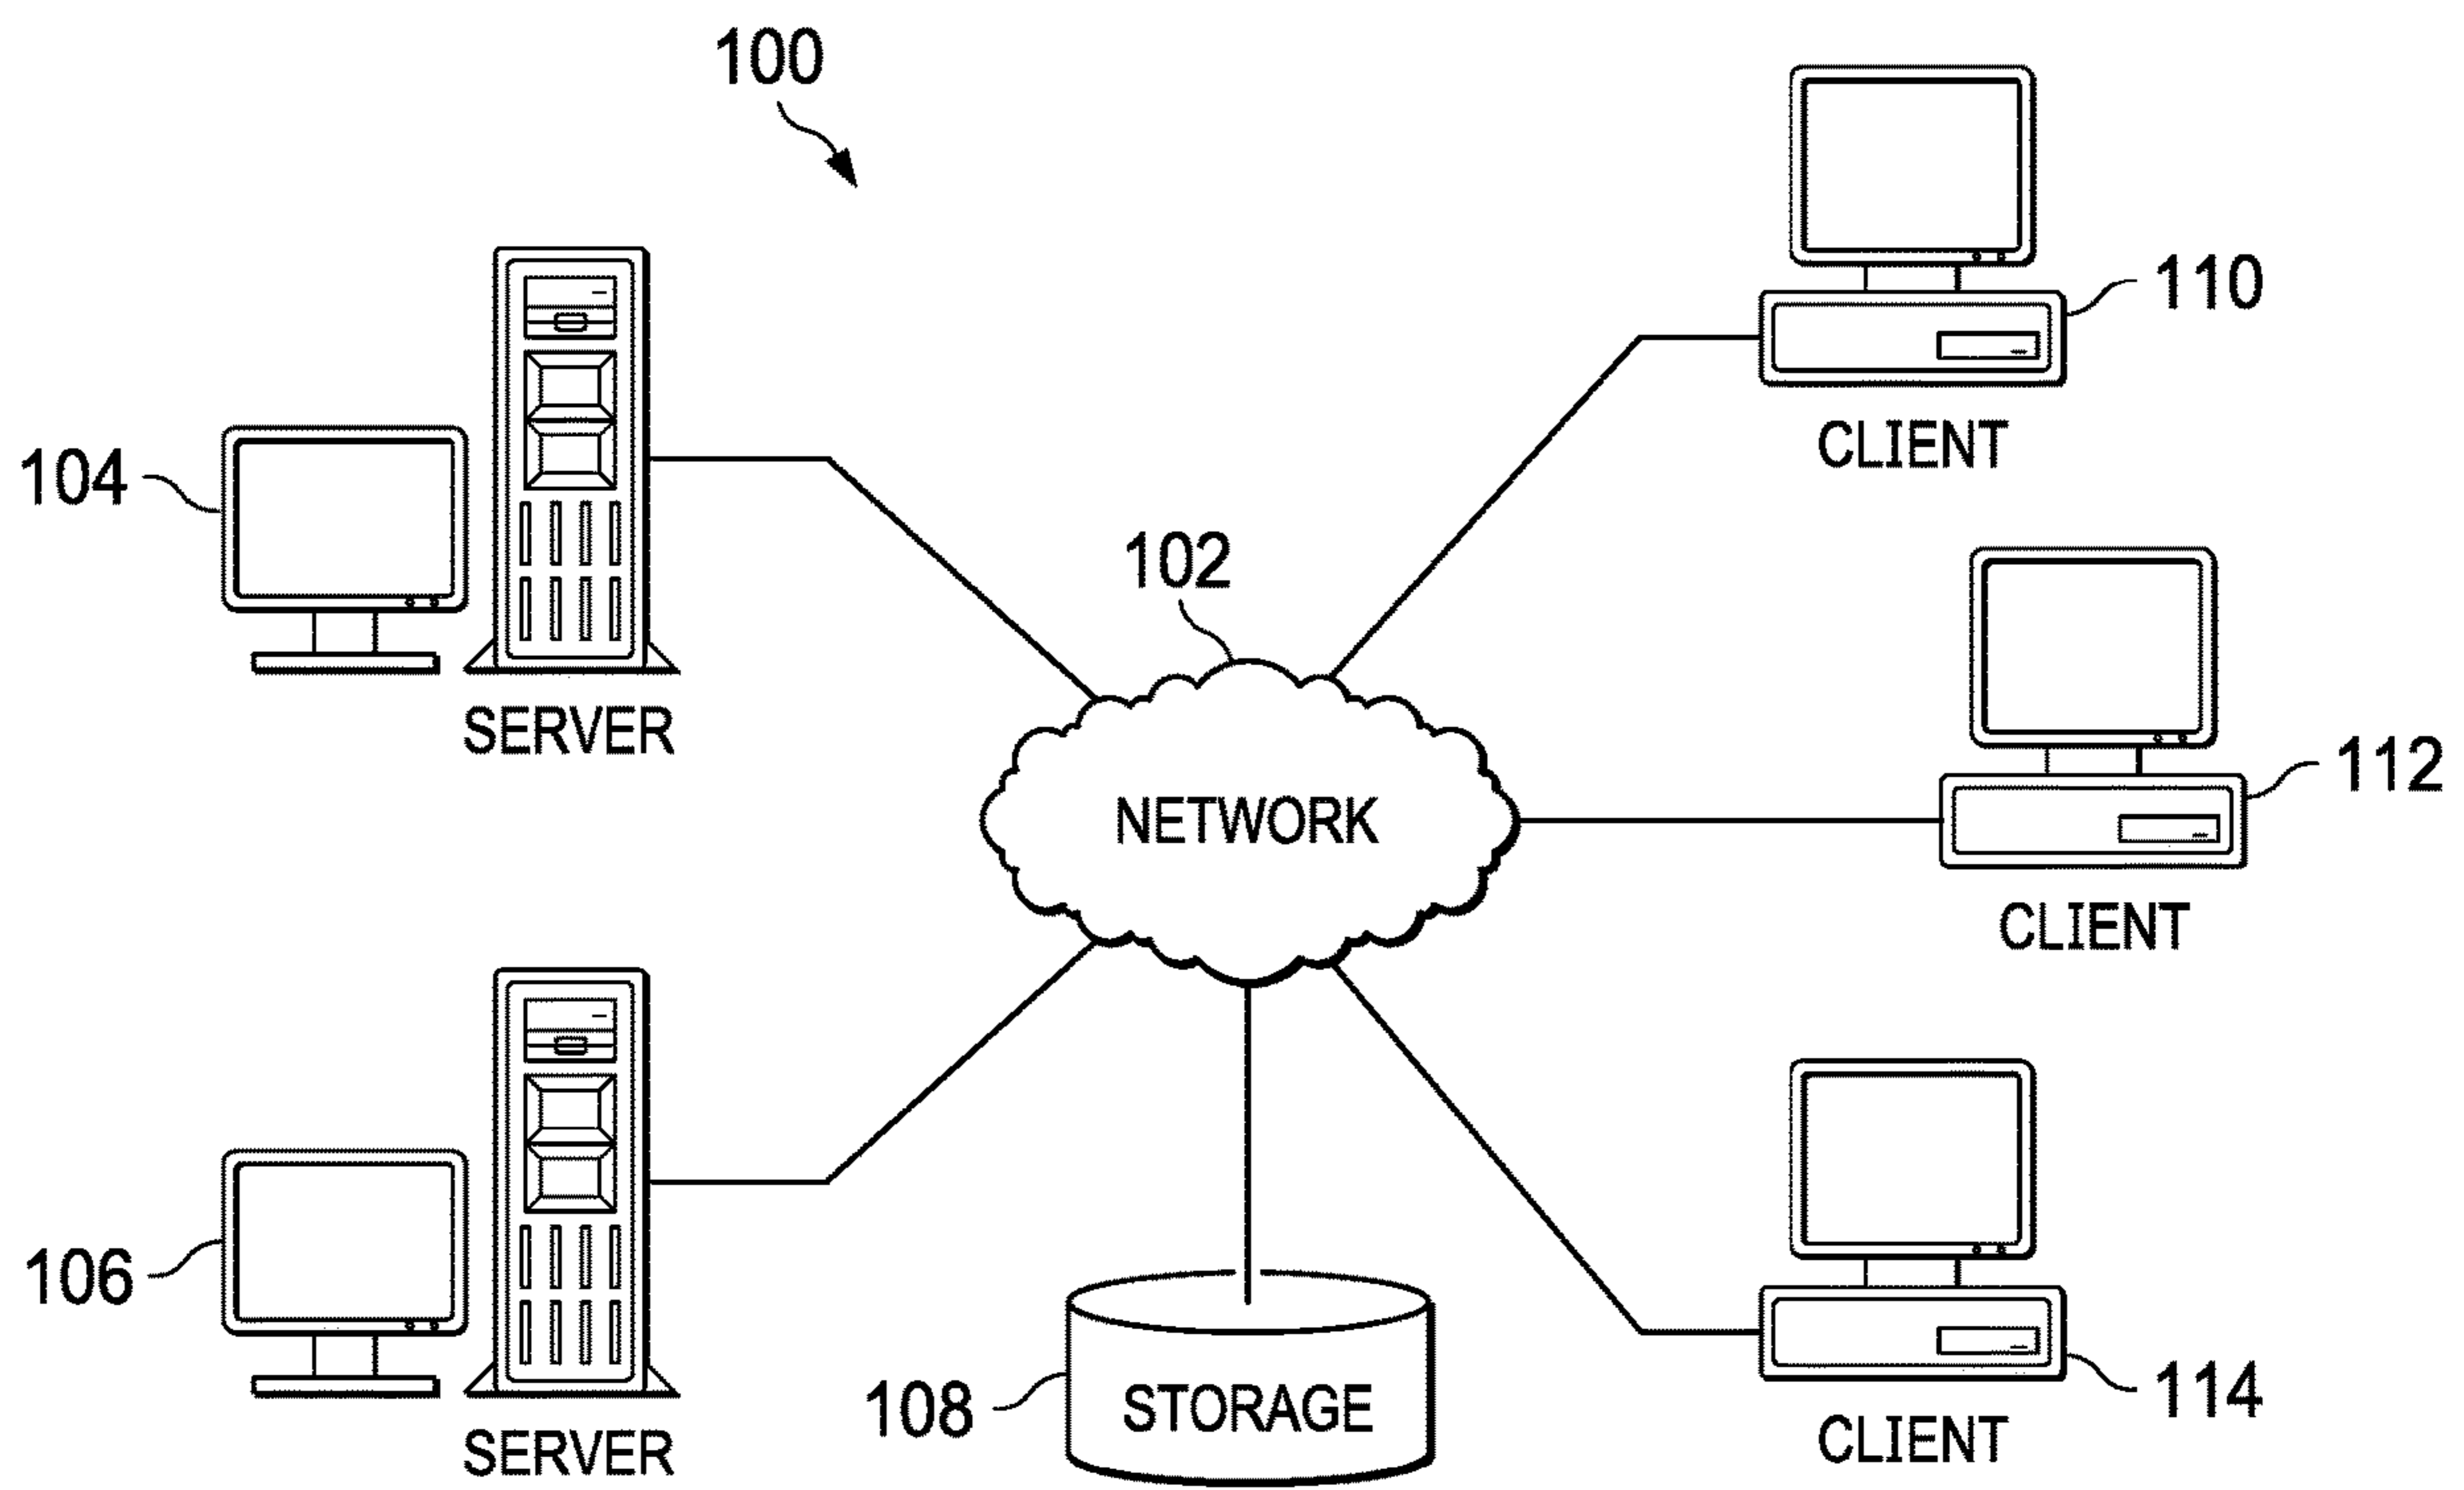 100
110
CLIENT
104
SERVER
102
NETWORK
112
CLIENT
106
SERVER
108
STORAGE
114
CLIENT